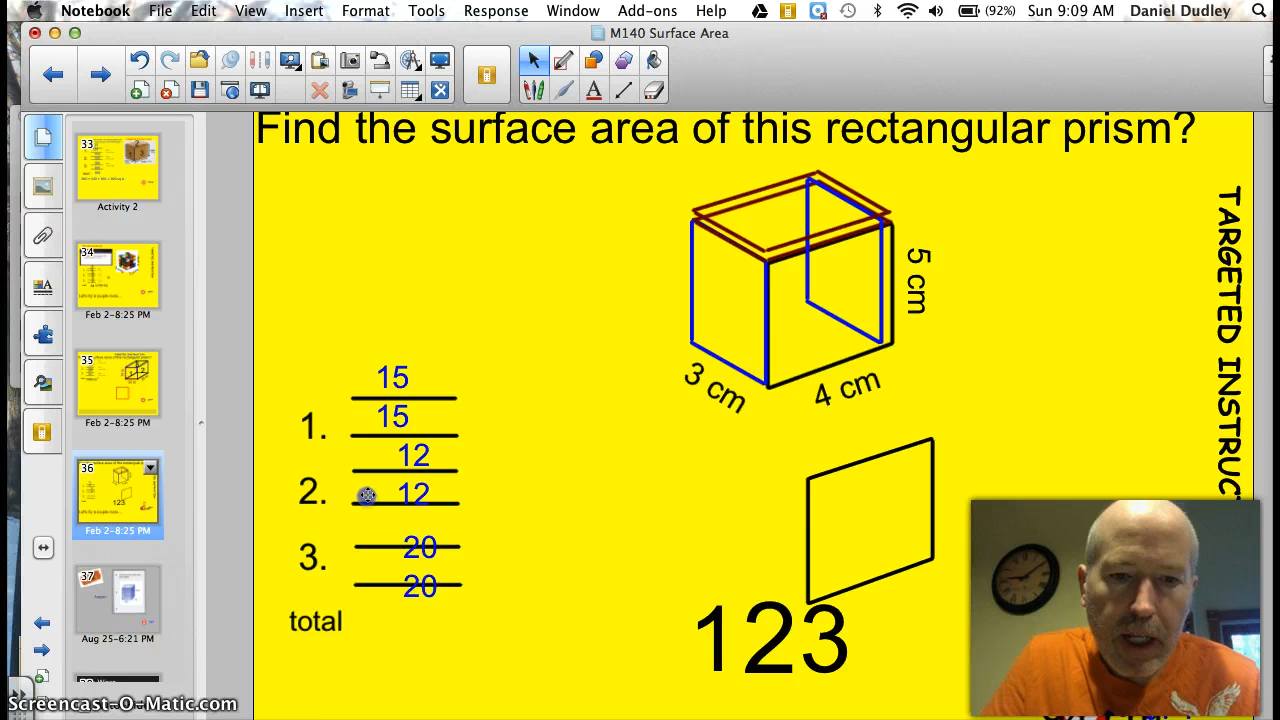 Notebook File Edit View Insert Format Tools Response Window Add-ons Help (92%) Sun 9:09 AM Daniel Dudley
M140 Surface Area
33
Activity 2
34
Feb 2-8:25 PM
35
Feb 2-8:25 PM
36
Feb 2-8:25 PM
37
Aug 25-6:21 PM
Find the surface area of this rectangular prism?
5 cm
3 cm
4 cm
15
1. 15
12
2. 12
3. 20
20
total
123
TARGETED INSTRUC
Screencast-O-Matic.com